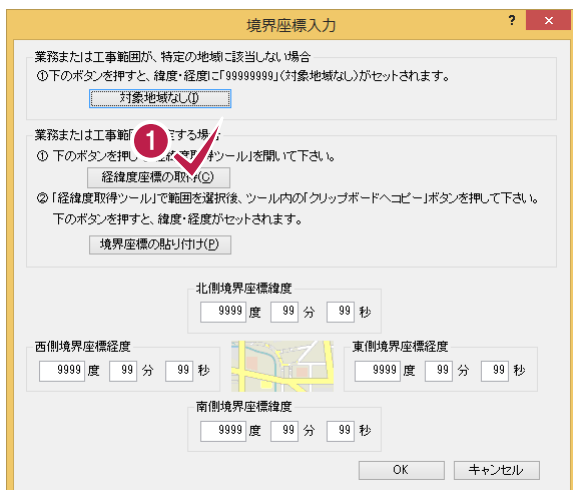 境界座標入力
? ×
業務または工事範囲が、特定の地域に該当しない場合
①下のボタンを押すと、緯度・経度に「99999999」(対象地域なし)がセットされます。
対象地域なし(I)
業務または工事範 定する場合
1
① 下のボタンを押し 度取得ツール」を開いて下さい。
経緯度座標の取得(C)
②「経緯度取得ツール」で範囲を選択後、ツール内の「クリップボードへコピー」ボタンを押して下さい。
下のボタンを押すと、緯度・経度がセットされます。
境界座標の貼り付け(P)
北側境界座標緯度
9999 度 99 分 99 秒
西側境界座標経度 東側境界座標経度
9999 度 99 分 99 秒 9999 度 99 分 99 秒
南側境界座標緯度
9999 度 99 分 99 秒
OK キャンセル